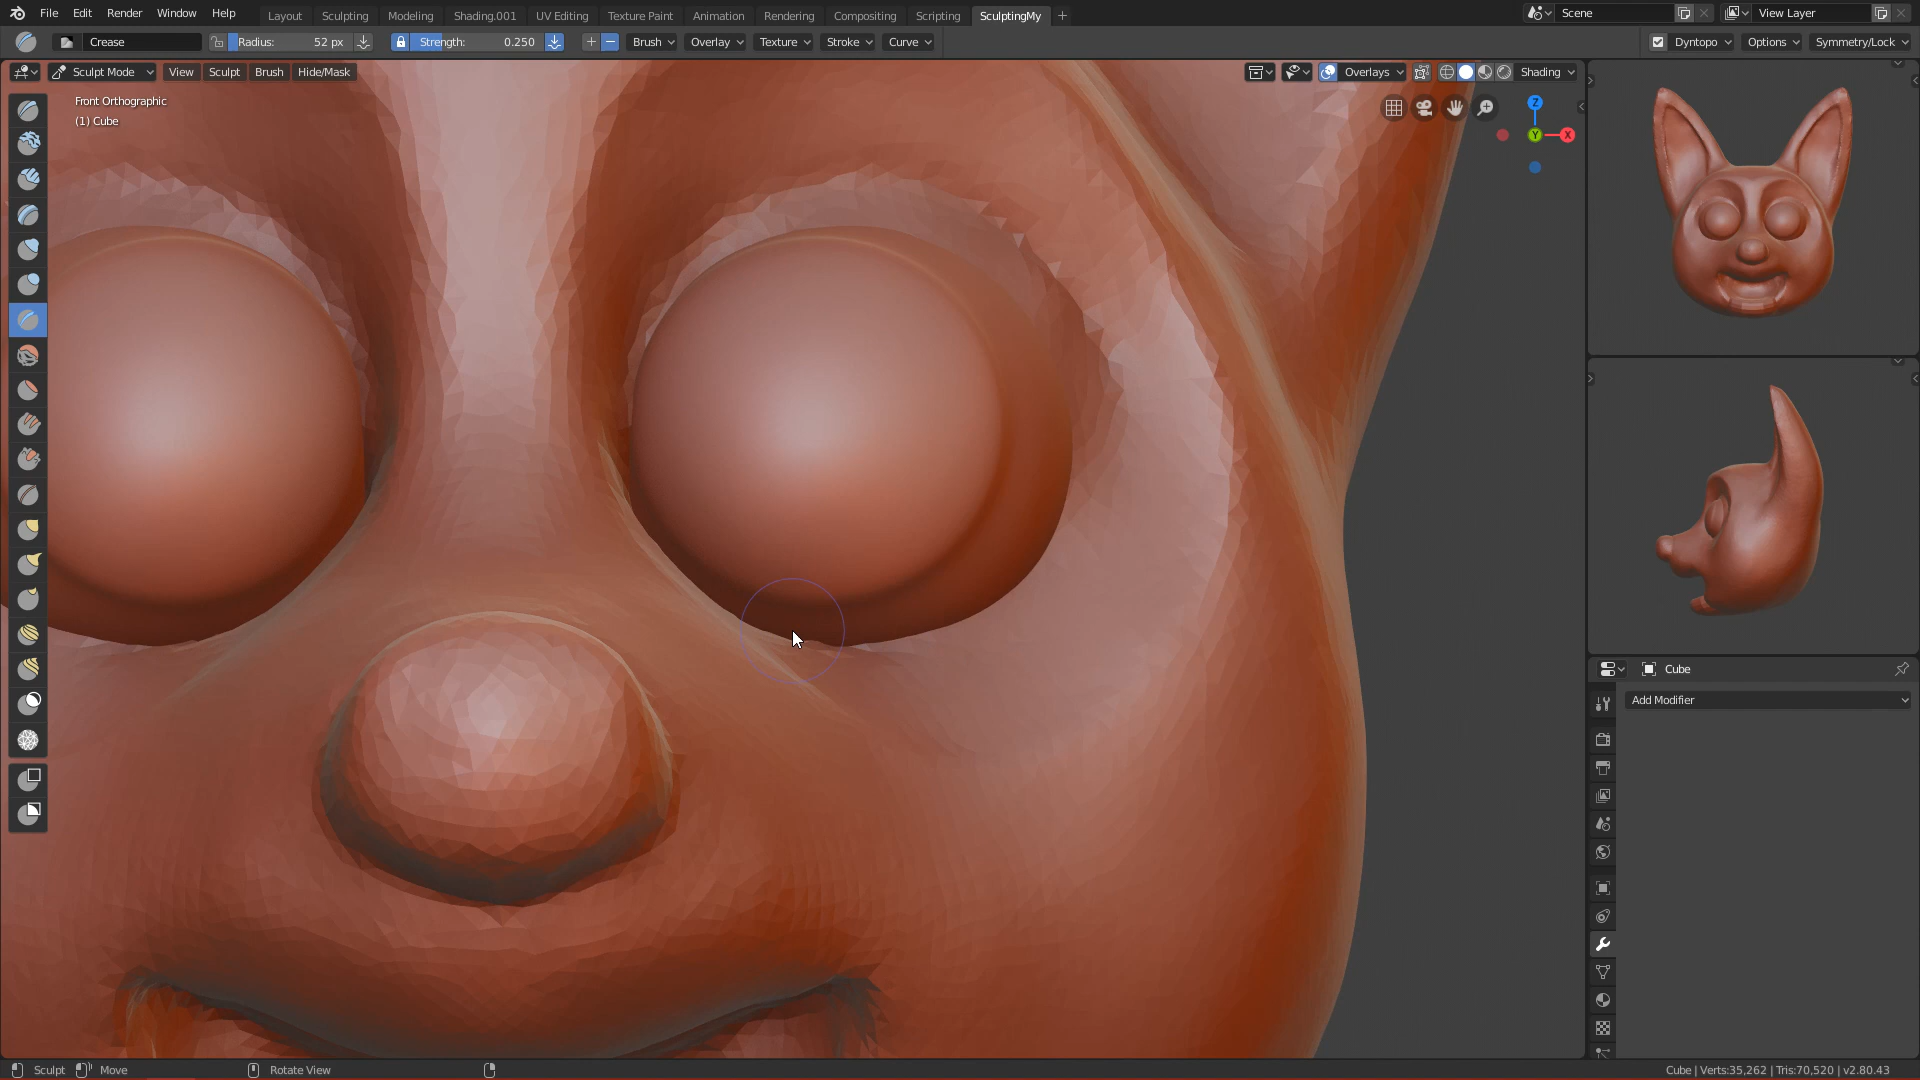 File Edit Render Window Help Layout Sculpting Modeling Shading.001 UV Editing Texture Paint Animation Rendering Compositing Scripting SculptingMy + Scene View Layer
Crease Radius: 52 px Strength: 0.250 + − Brush Overlay Texture Stroke Curve Dyntopo Options Symmetry/Lock
Sculpt Mode View Sculpt Brush Hide/Mask Overlays Shading
Front Orthographic
(1) Cube
Z
Y
X
Cube
Add Modifier
Sculpt Move Rotate View Cube | Verts:35,262 | Tris:70,520 | v2.80.43